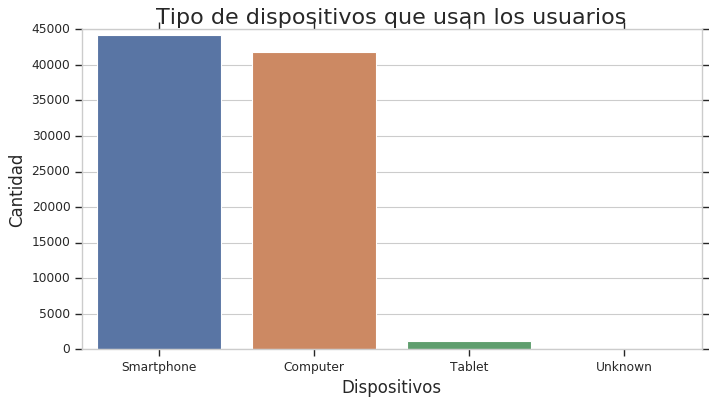 Tipo de dispositivos que usan los usuarios
45000
40000
35000
30000
25000
20000
15000
10000
5000
0
Cantidad
Smartphone Computer Tablet Unknown
Dispositivos